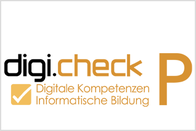 digi.check P
Digitale Kompetenzen
Informatische Bildung